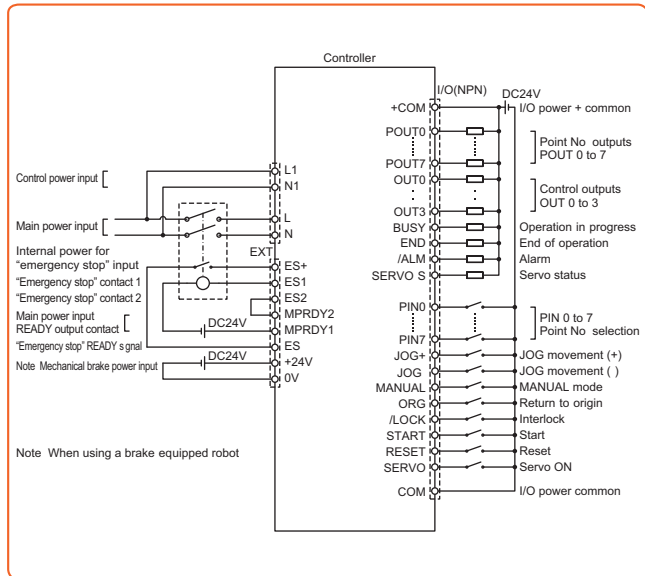 Controller
I/O(NPN)
DC24V
+COM
I/O power + common
POUT0
Point No outputs
POUT 0 to 7
POUT7
OUT0
Control outputs
OUT 0 to 3
OUT3
BUSY
Operation in progress
END
End of operation
/ALM
Alarm
SERVO S
Servo status
PIN0
PIN 0 to 7
Point No selection
PIN7
JOG+
JOG movement (+)
JOG
JOG movement ( )
MANUAL
MANUAL mode
ORG
Return to origin
/LOCK
Interlock
START
Start
RESET
Reset
SERVO
Servo ON
COM
I/O power common
Control power input
L1
N1
Main power input
L
N
EXT
Internal power for
"emergency stop" input
ES+
"Emergency stop" contact 1
ES1
"Emergency stop" contact 2
ES2
Main power input
READY output contact
MPRDY2
DC24V
MPRDY1
"Emergency stop" READY s gnal
ES
DC24V
Note Mechanical brake power input
+24V
0V
Note When using a brake equipped robot